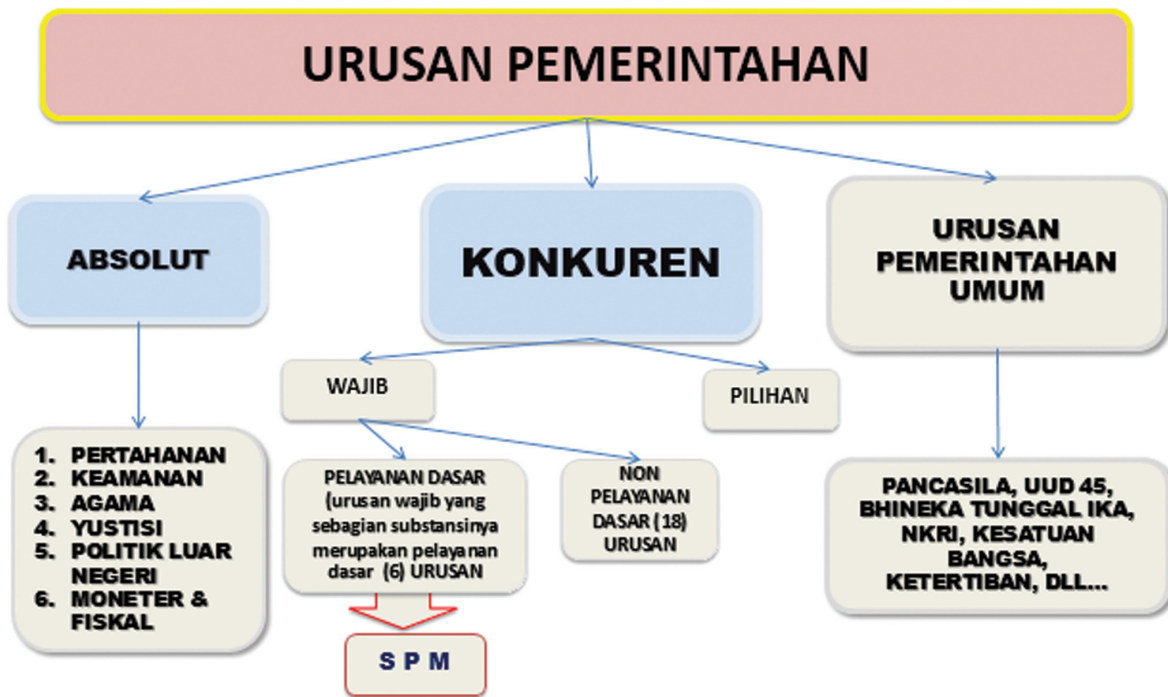 URUSAN PEMERINTAHAN
ABSOLUT
KONKUREN
URUSAN
PEMERINTAHAN
UMUM
WAJIB
PILIHAN
1. PERTAHANAN
2. KEAMANAN
3. AGAMA
4. YUSTISI
5. POLITIK LUAR
NEGERI
6. MONETER &
FISKAL
PELAYANAN DASAR
(urusan wajib yang
sebagian substansinya
merupakan pelayanan
dasar (6) URUSAN
NON
PELAYANAN
DASAR (18)
URUSAN
PANCASILA, UUD 45,
BHINEKA TUNGGAL IKA,
NKRI, KESATUAN
BANGSA,
KETERTIBAN, DLL...
S P M